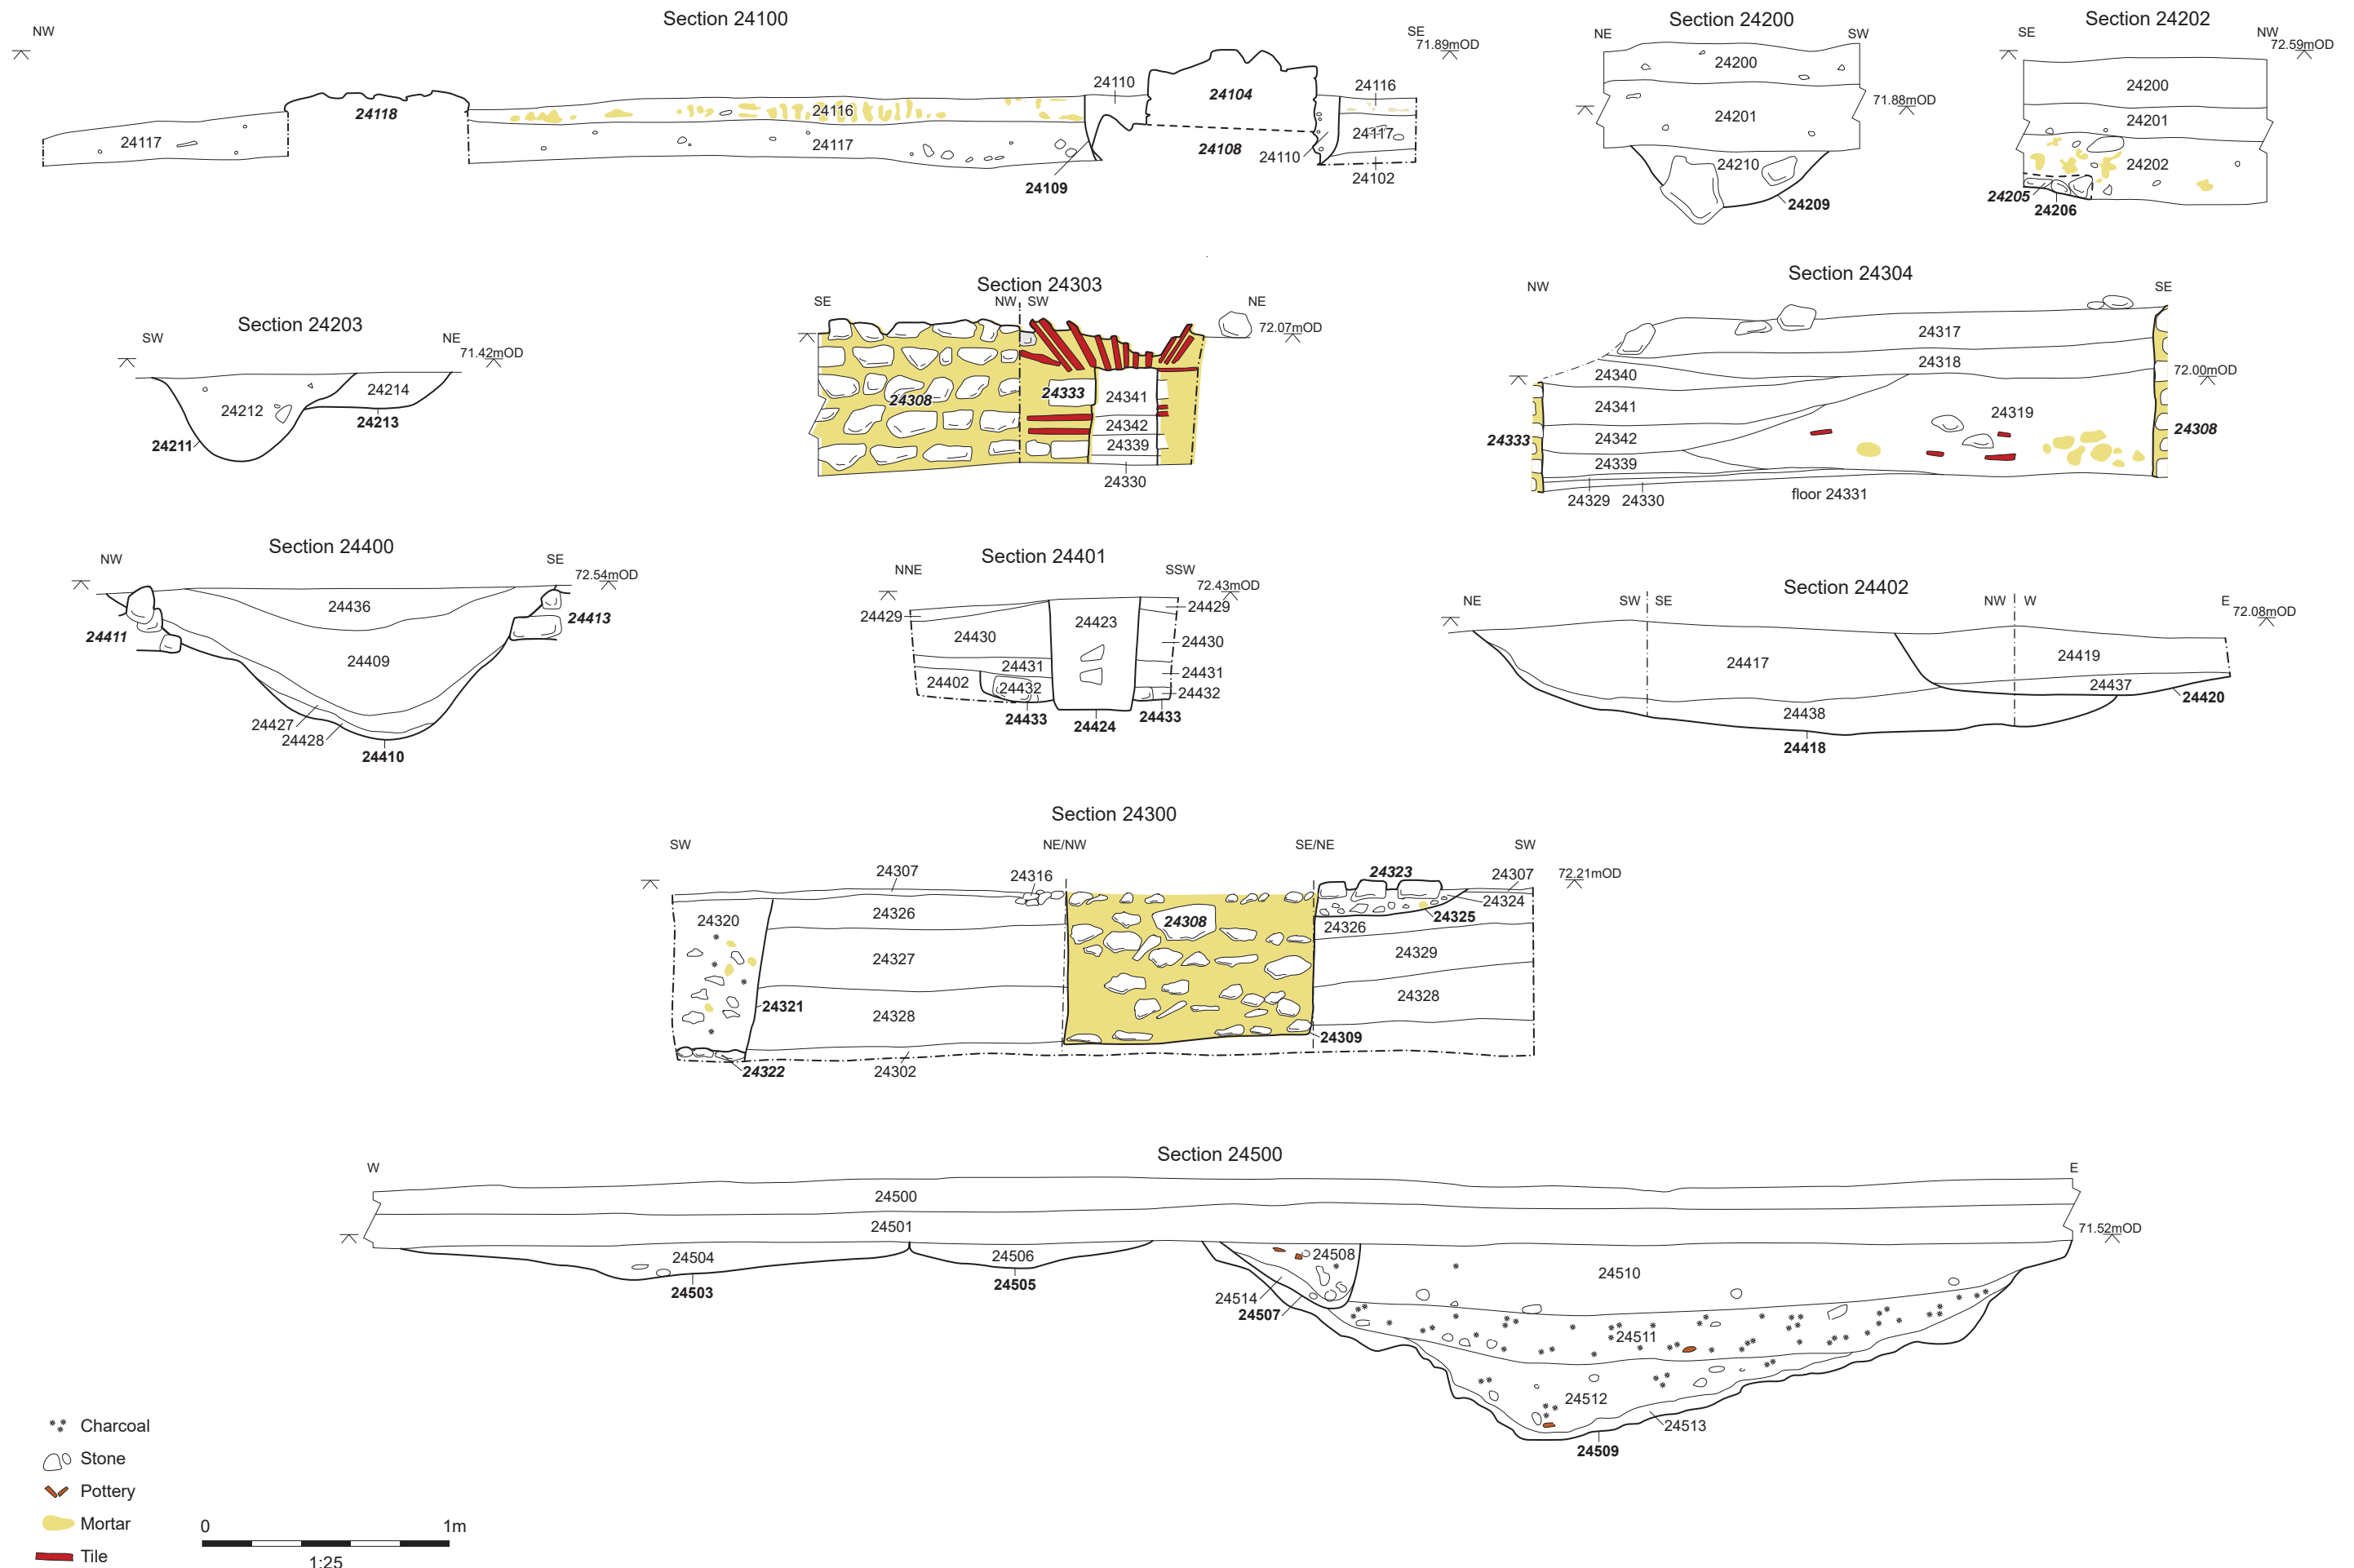 Section 24100
NW
SE
71.89mOD
24118
24117
24116
24117
24110
24104
24108
24109
24110
24116
24117
24102
Section 24200
NE
SW
71.88mOD
24200
24201
24210
24209
Section 24202
SE
NW
72.59mOD
24200
24201
24202
24205
24206
Section 24203
SW
NE
71.42mOD
24212
24214
24213
24211
Section 24303
SE
NW
SW
NE
72.07mOD
24308
24333
24341
24342
24339
24330
Section 24304
NW
SE
72.00mOD
24317
24318
24340
24341
24319
24342
24333
24308
24339
24329
24330
floor 24331
Section 24400
NW
SE
72.54mOD
24436
24411
24413
24409
24427
24428
24410
Section 24401
NNE
SSW
72.43mOD
24429
24430
24431
24402
24432
24423
24429
24430
24431
24432
24433
24424
24433
Section 24402
NE
SW
SE
NW
W
E
72.08mOD
24417
24419
24437
24420
24438
24418
Section 24300
SW
NE/NW
SE/NE
SW
72.21mOD
24307
24316
24323
24307
24320
24326
24308
24324
24325
24326
24327
24329
24321
24328
24328
24309
24322
24302
Section 24500
W
E
71.52mOD
24500
24501
24504
24506
24508
24510
24503
24505
24514
24507
24511
24512
24513
24509
Charcoal
Stone
Pottery
Mortar
Tile
0
1m
1:25